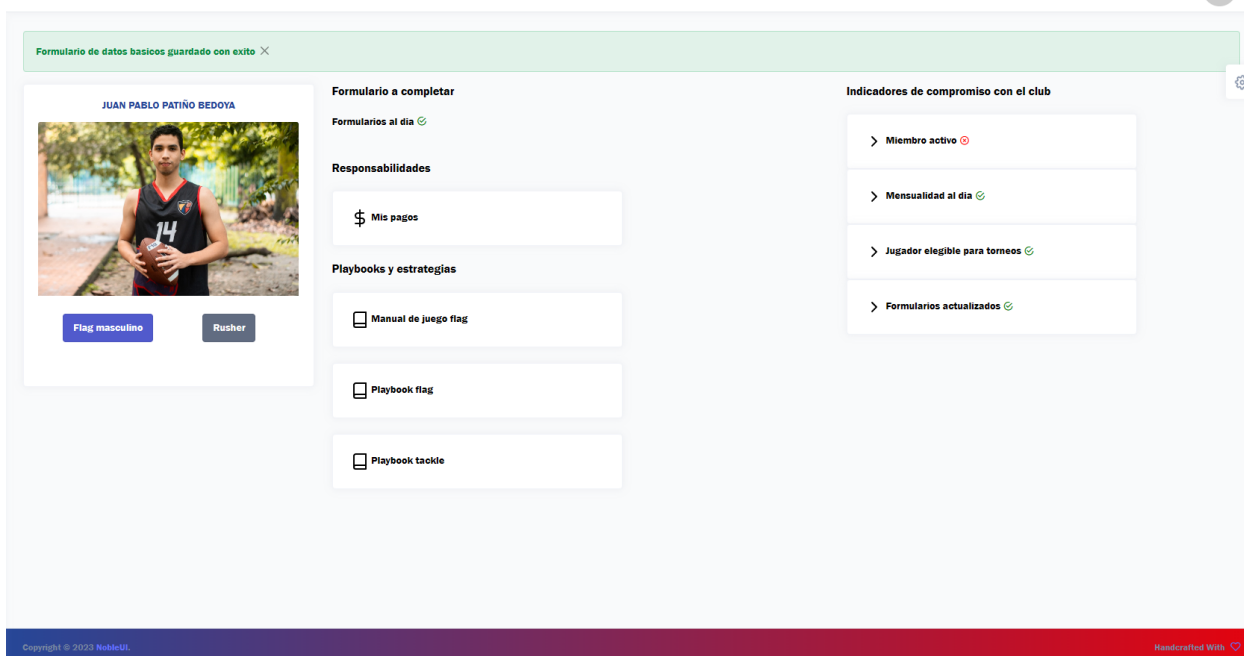 Formulario de datos basicos guardado con exito
JUAN PABLO PATIÑO BEDOYA
14
Flag masculino
Rusher
Formulario a completar
Formularios al dia
Responsabilidades
Mis pagos
Playbooks y estrategias
Manual de juego flag
Playbook flag
Playbook tackle
Indicadores de compromiso con el club
Miembro activo
Mensualidad al dia
Jugador elegible para torneos
Formularios actualizados
Copyright © 2023 NobleUI.
Handcrafted With